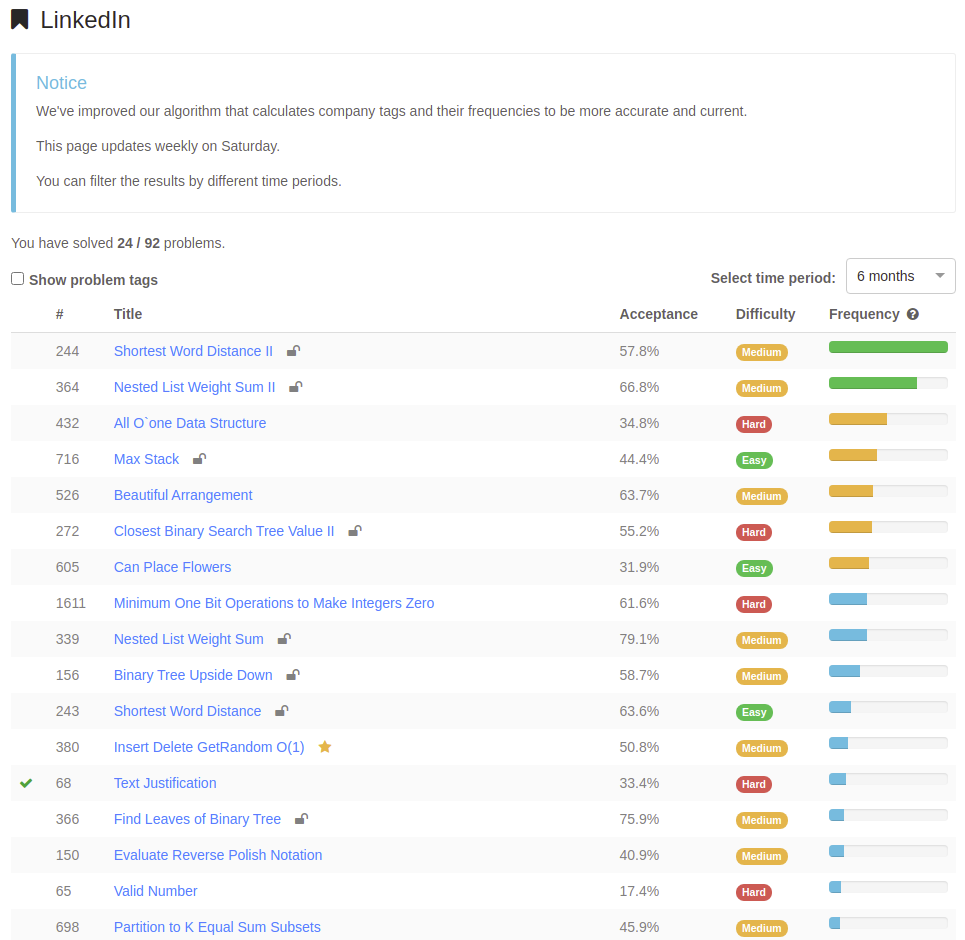 LinkedIn
Notice
We've improved our algorithm that calculates company tags and their frequencies to be more accurate and current.
This page updates weekly on Saturday.
You can filter the results by different time periods.
You have solved 24 / 92 problems.
Show problem tags Select time period: 6 months
# Title Acceptance Difficulty Frequency ?
244 Shortest Word Distance II 57.8% Medium
364 Nested List Weight Sum II 66.8% Medium
432 All O`one Data Structure 34.8% Hard
716 Max Stack 44.4% Easy
526 Beautiful Arrangement 63.7% Medium
272 Closest Binary Search Tree Value II 55.2% Hard
605 Can Place Flowers 31.9% Easy
1611 Minimum One Bit Operations to Make Integers Zero 61.6% Hard
339 Nested List Weight Sum 79.1% Medium
156 Binary Tree Upside Down 58.7% Medium
243 Shortest Word Distance 63.6% Easy
380 Insert Delete GetRandom O(1) 50.8% Medium
68 Text Justification 33.4% Hard
366 Find Leaves of Binary Tree 75.9% Medium
150 Evaluate Reverse Polish Notation 40.9% Medium
65 Valid Number 17.4% Hard
698 Partition to K Equal Sum Subsets 45.9% Medium